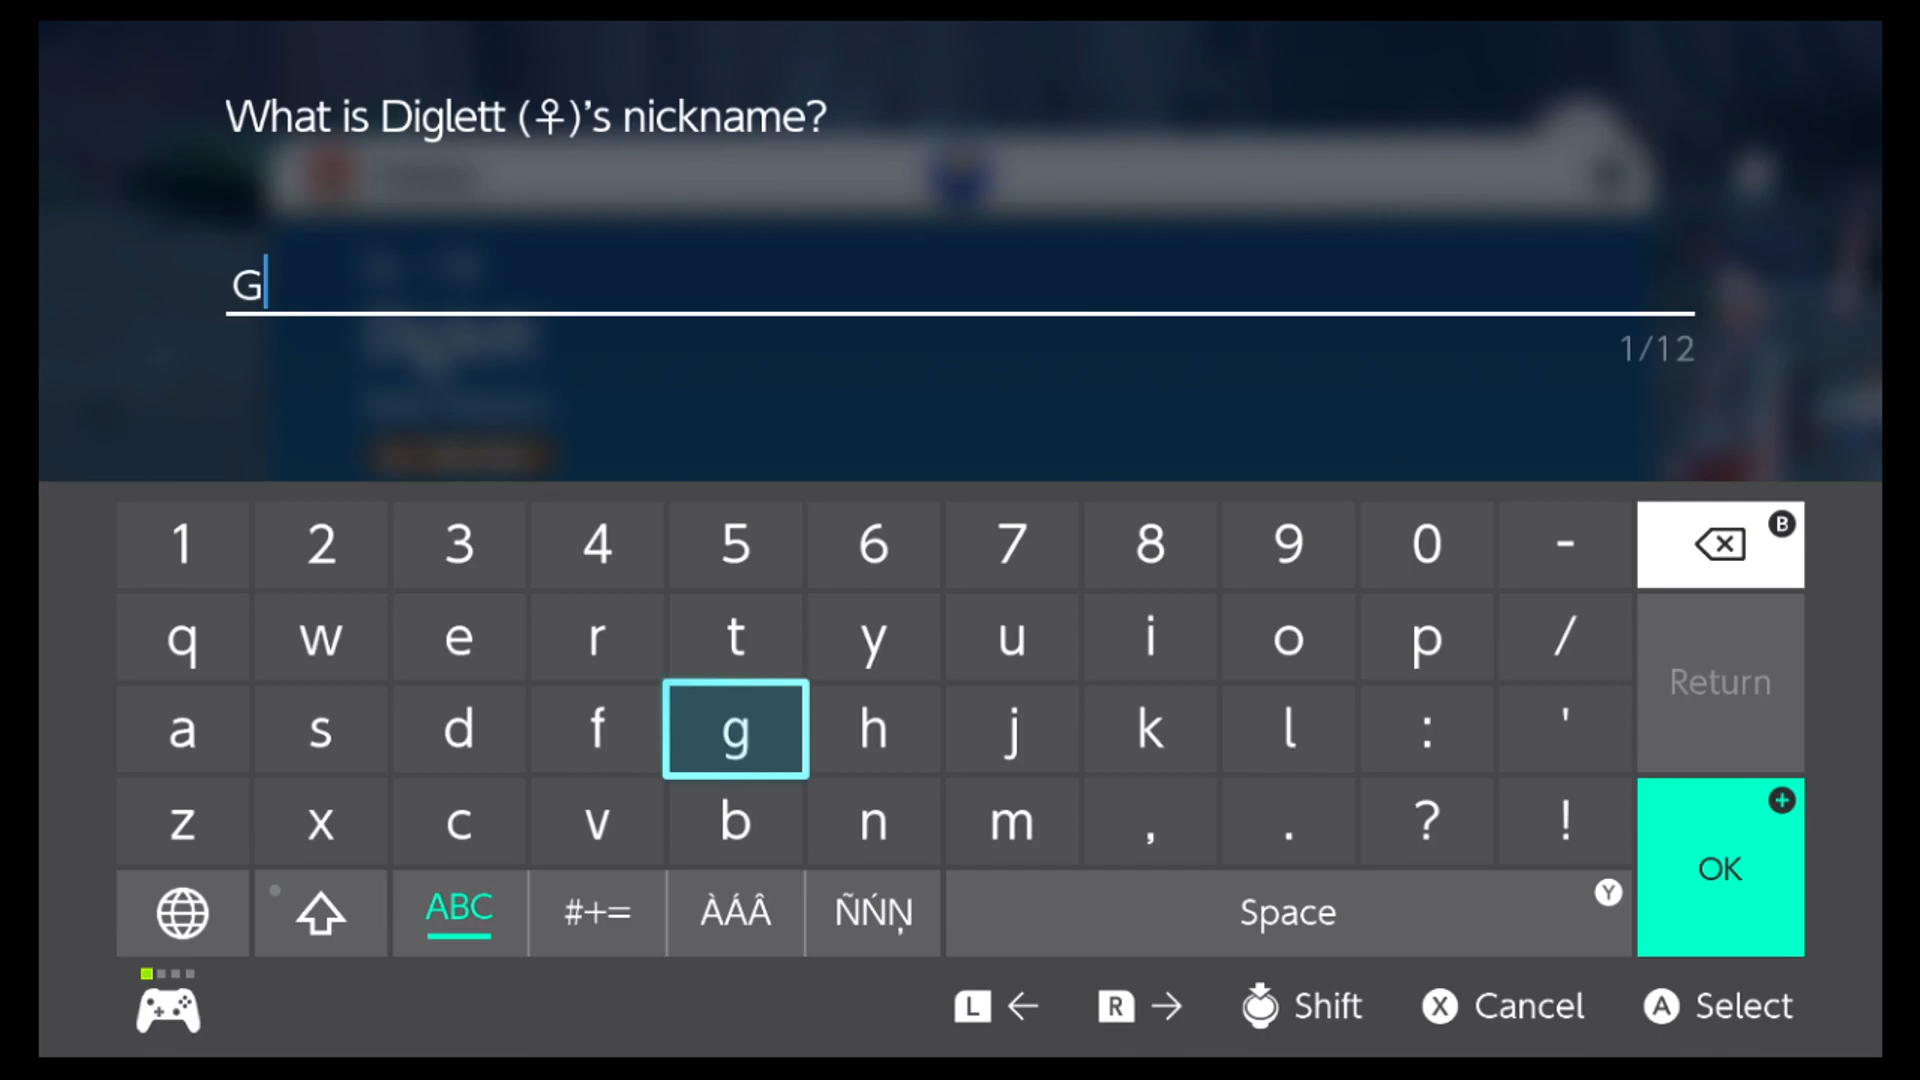 What is Diglett (♀)'s nickname?
G
1/12
1 2 3 4 5 6 7 8 9 0 - B
q w e r t y u i o p /
Return
a s d f g h j k l : '
z x c v b n m , . ? ! +
OK
ABC #+= ÀÁÂ ÑŃŅ Space Y
L ← R → Shift X Cancel A Select